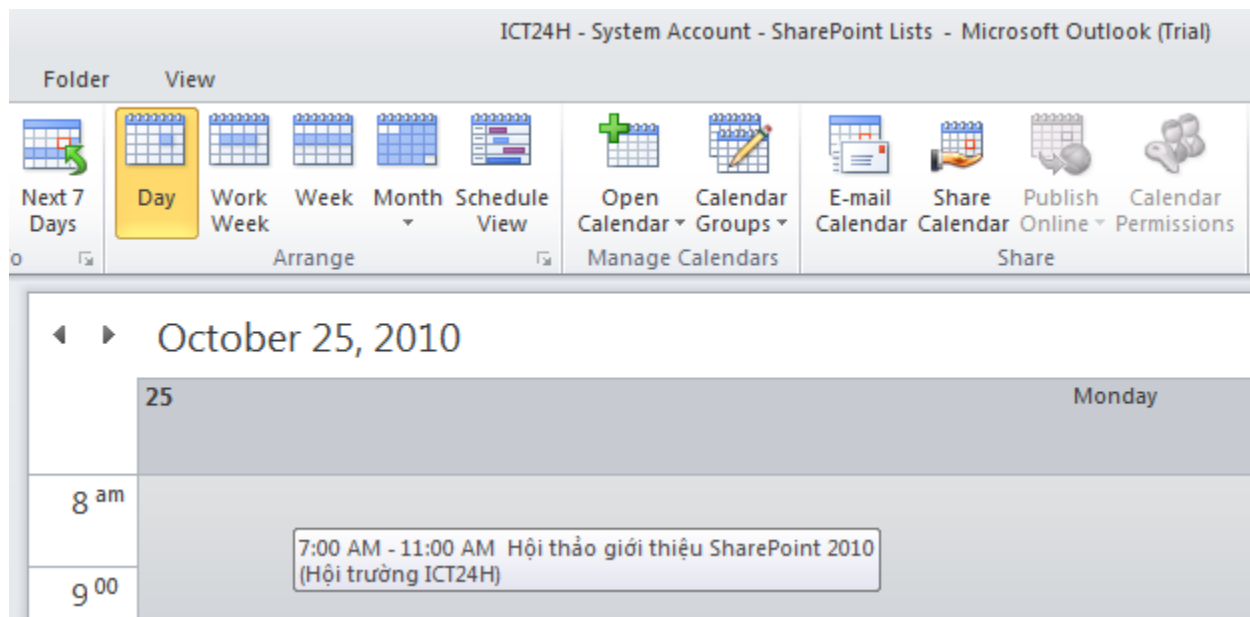 ICT24H - System Account - SharePoint Lists - Microsoft Outlook (Trial)
Folder View
Next 7 Days
Day
Work Week
Week
Month
Schedule View
Open Calendar
Calendar Groups
E-mail Calendar
Share Calendar
Publish Online
Calendar Permissions
o Arrange Manage Calendars Share
October 25, 2010
25 Monday
8 am
7:00 AM - 11:00 AM Hội thảo giới thiệu SharePoint 2010
(Hội trường ICT24H)
9 00